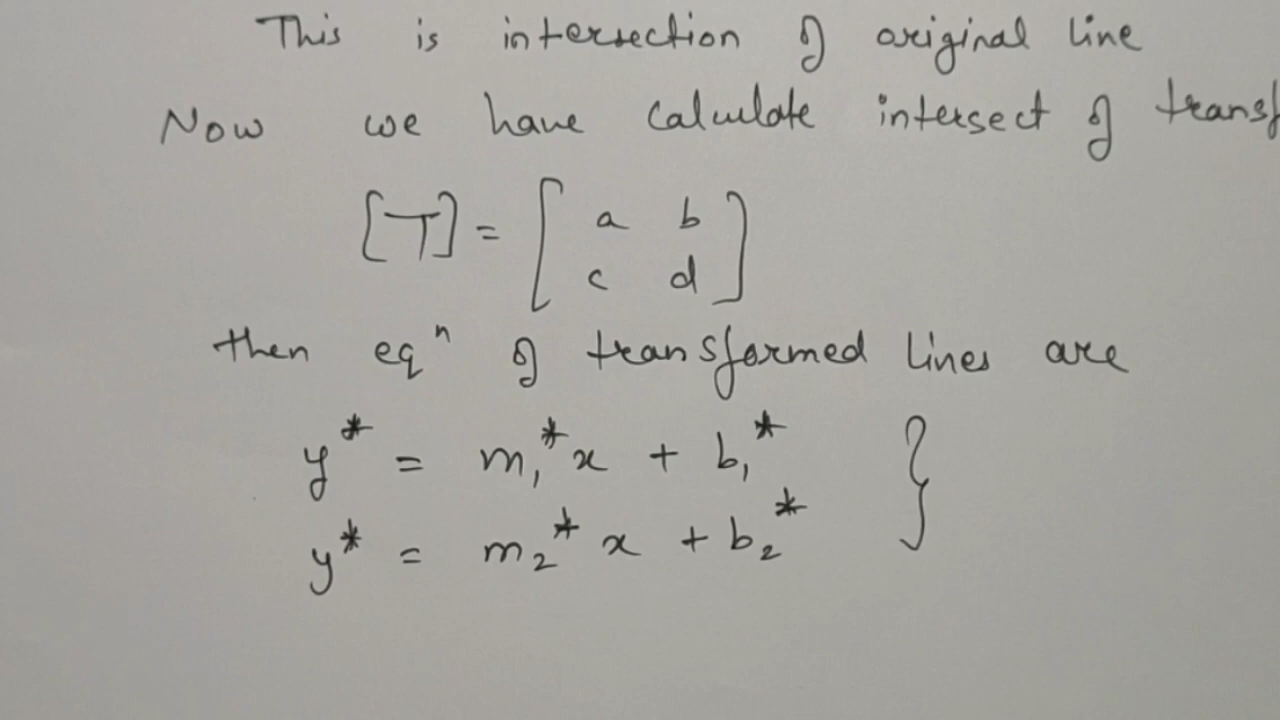 This is intersection of original line
Now we have calculate intersect of transf
[T] = [ a b
c d ]
then eqⁿ of transformed lines are
y* = m₁* x + b₁* }
y* = m₂* x + b₂*